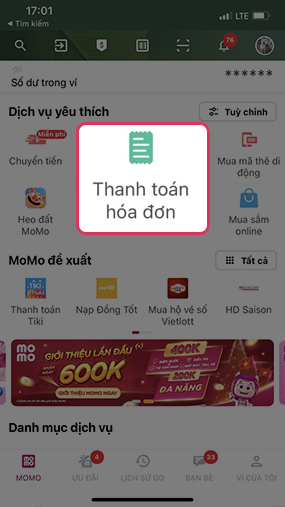 17:01
◀ Tìm kiếm
LTE
76
Số dư trong ví
******
Dịch vụ yêu thích
Tuỳ chỉnh
Miễn phí
Chuyển tiền
Thanh toán
hóa đơn
Mua mã thẻ di
động
Heo đất
MoMo
Mua sắm
online
MoMo đề xuất
Tất cả
Thanh toán
Tiki
Nạp Đồng Tốt
Mua hộ vé số
Vietlott
HD Saison
mo
mo
GIỚI THIỆU LẦN ĐẦU
600K
GIỚI THIỆU MOMO NGAY
400K
200K
ĐA NĂNG
Danh mục dịch vụ
4
33
MOMO
ƯU ĐÃI
LỊCH SỬ GD
BẠN BÈ
VÍ CỦA TÔI